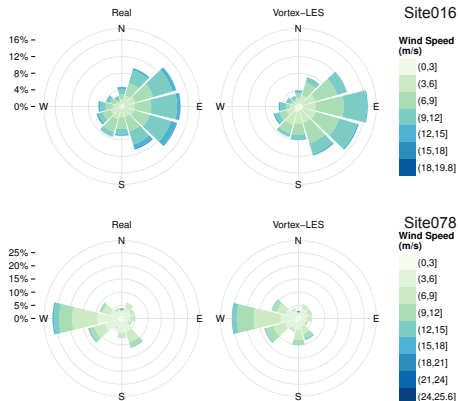 Real
Vortex−LES
Site016
N
N
16%
12%
8%
4%
0%
W
E
W
E
S
S
Wind Speed
(m/s)
(0,3]
(3,6]
(6,9]
(9,12]
(12,15]
(15,18]
(18,19.8]
Real
Vortex−LES
Site078
N
N
25%
20%
15%
10%
5%
0%
W
E
W
E
S
S
Wind Speed
(m/s)
(0,3]
(3,6]
(6,9]
(9,12]
(12,15]
(15,18]
(18,21]
(21,24]
(24,25.6]